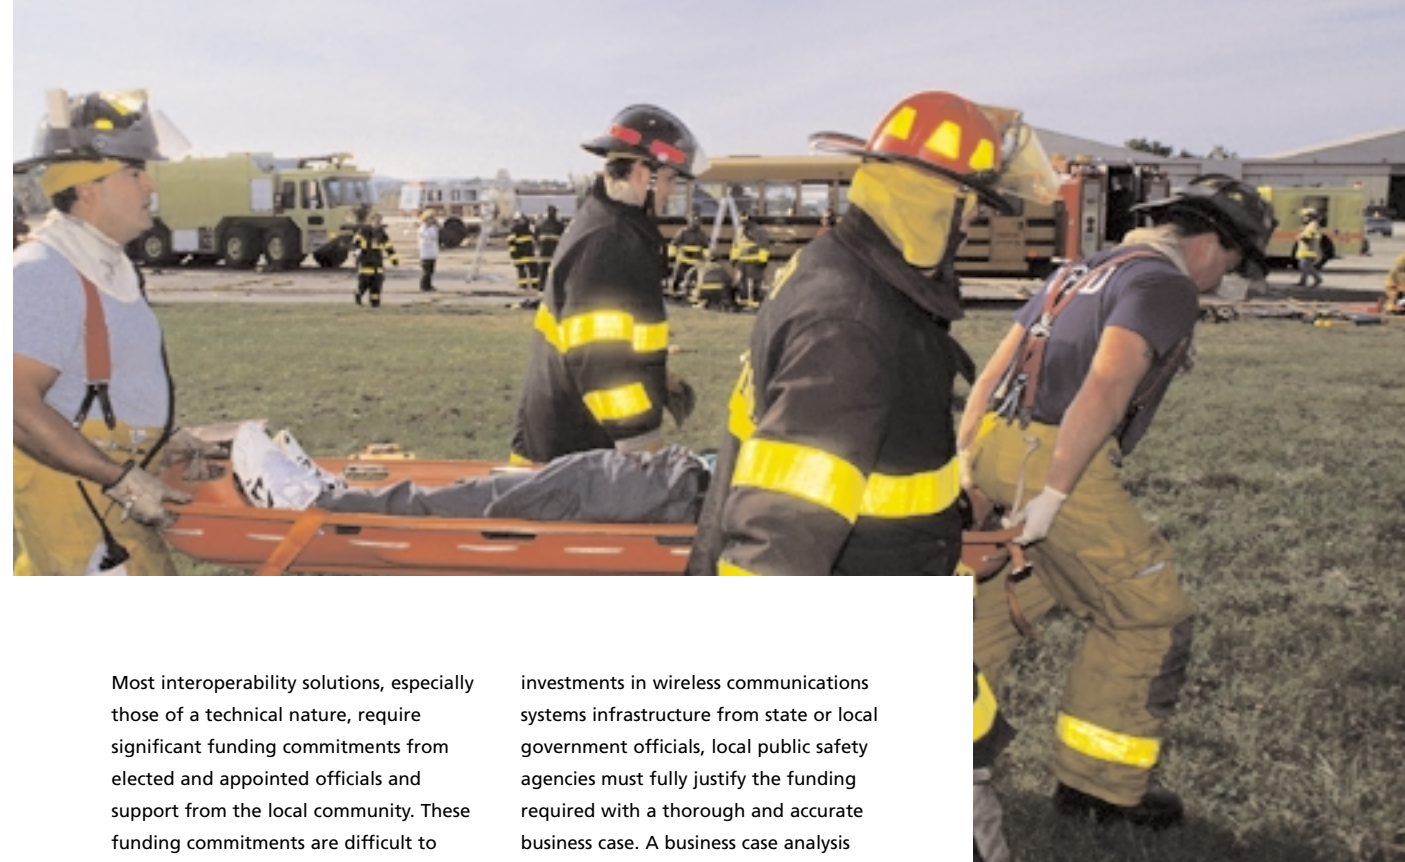 Most interoperability solutions, especially
those of a technical nature, require
significant funding commitments from
elected and appointed officials and
support from the local community. These
funding commitments are difficult to
investments in wireless communications
systems infrastructure from state or local
government officials, local public safety
agencies must fully justify the funding
required with a thorough and accurate
business case. A business case analysis